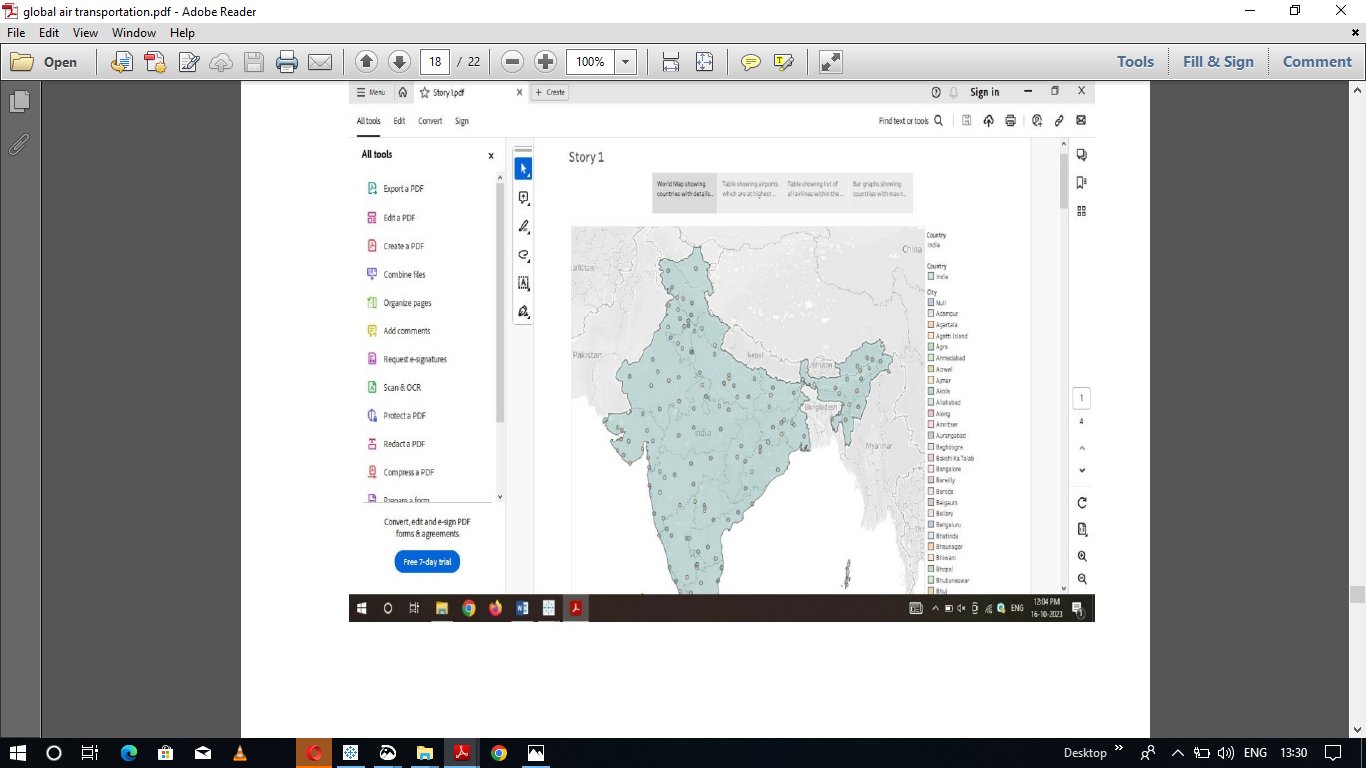 global air transportation.pdf - Adobe Reader
File Edit View Window Help
Open 18 / 22 100% Tools Fill & Sign Comment
Menu Story 1.pdf Create Sign in
All tools Edit Convert Sign Find text or tools
All tools
Export a PDF
Edit a PDF
Create a PDF
Combine files
Organize pages
Add comments
Request e-signatures
Scan & OCR
Protect a PDF
Redact a PDF
Compress a PDF
Prepare a form
Convert, edit and e-sign PDF
forms & agreements.
Free 7-day trial
Story 1
World Map showing
countries with details...
Table showing airports
which are at highest ...
Table showing list of
all airlines within the ...
Bar graphs showing
countries with max n...
China
Pakistan
Nepal
Bhutan
Bangladesh
India
Myanmar
Country
India
Country
India
City
Null
Adampur
Agartala
Agatti Island
Agra
Ahmedabad
Aizwal
Ajmer
Akola
Allahabad
Along
Amritsar
Aurangabad
Baghdogra
Bakshi Ka Talab
Bangalore
Bareilly
Baroda
Belgaum
Bellary
Bengaluru
Bhatinda
Bhaunagar
Bhiwani
Bhopal
Bhubaneswar
Bhuj
1
4
ENG 12:04 PM
16-10-2023
1
Desktop ENG 13:30